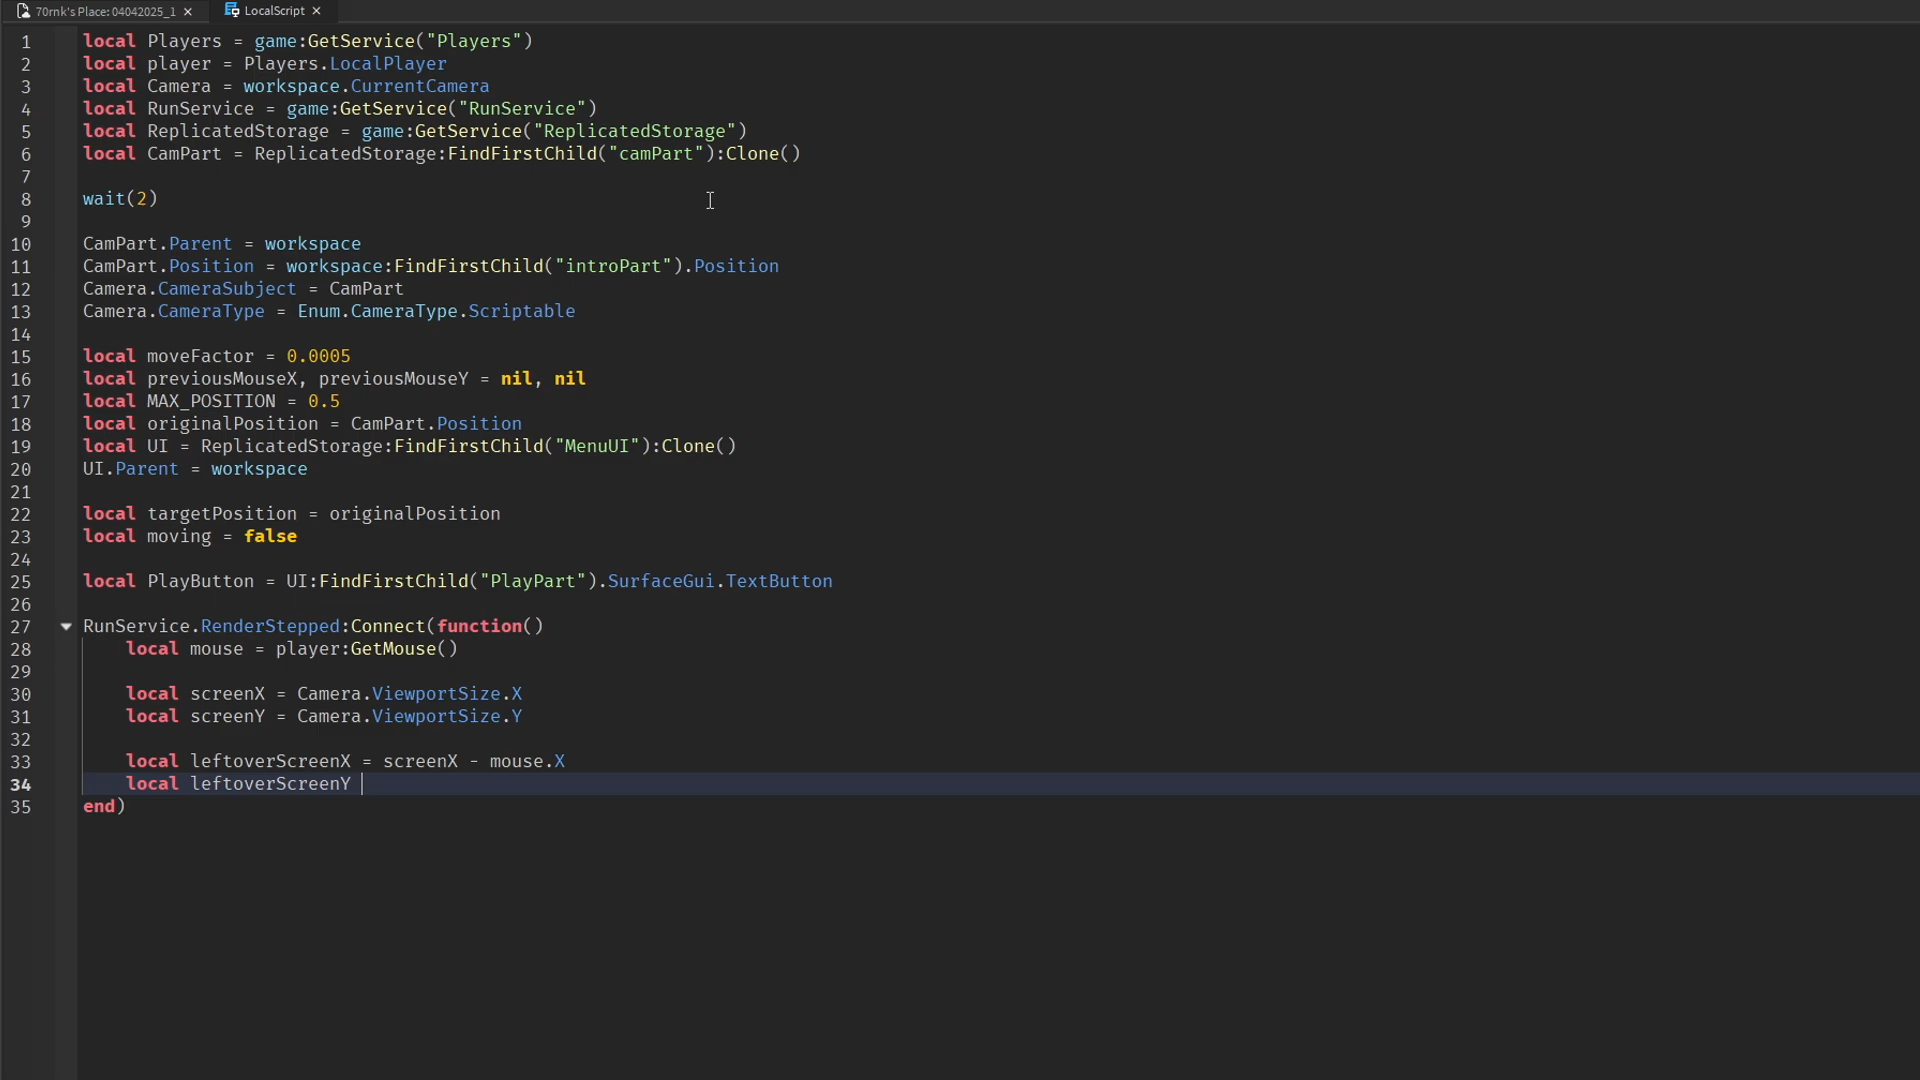 70rnk's Place: 04042025_1 × LocalScript ×
1 local Players = game:GetService("Players")
2 local player = Players.LocalPlayer
3 local Camera = workspace.CurrentCamera
4 local RunService = game:GetService("RunService")
5 local ReplicatedStorage = game:GetService("ReplicatedStorage")
6 local CamPart = ReplicatedStorage:FindFirstChild("camPart"):Clone()
7
8 wait(2)
9
10 CamPart.Parent = workspace
11 CamPart.Position = workspace:FindFirstChild("introPart").Position
12 Camera.CameraSubject = CamPart
13 Camera.CameraType = Enum.CameraType.Scriptable
14
15 local moveFactor = 0.0005
16 local previousMouseX, previousMouseY = nil, nil
17 local MAX_POSITION = 0.5
18 local originalPosition = CamPart.Position
19 local UI = ReplicatedStorage:FindFirstChild("MenuUI"):Clone()
20 UI.Parent = workspace
21
22 local targetPosition = originalPosition
23 local moving = false
24
25 local PlayButton = UI:FindFirstChild("PlayPart").SurfaceGui.TextButton
26
27 RunService.RenderStepped:Connect(function()
28 local mouse = player:GetMouse()
29
30 local screenX = Camera.ViewportSize.X
31 local screenY = Camera.ViewportSize.Y
32
33 local leftoverScreenX = screenX - mouse.X
34 local leftoverScreenY
35 end)